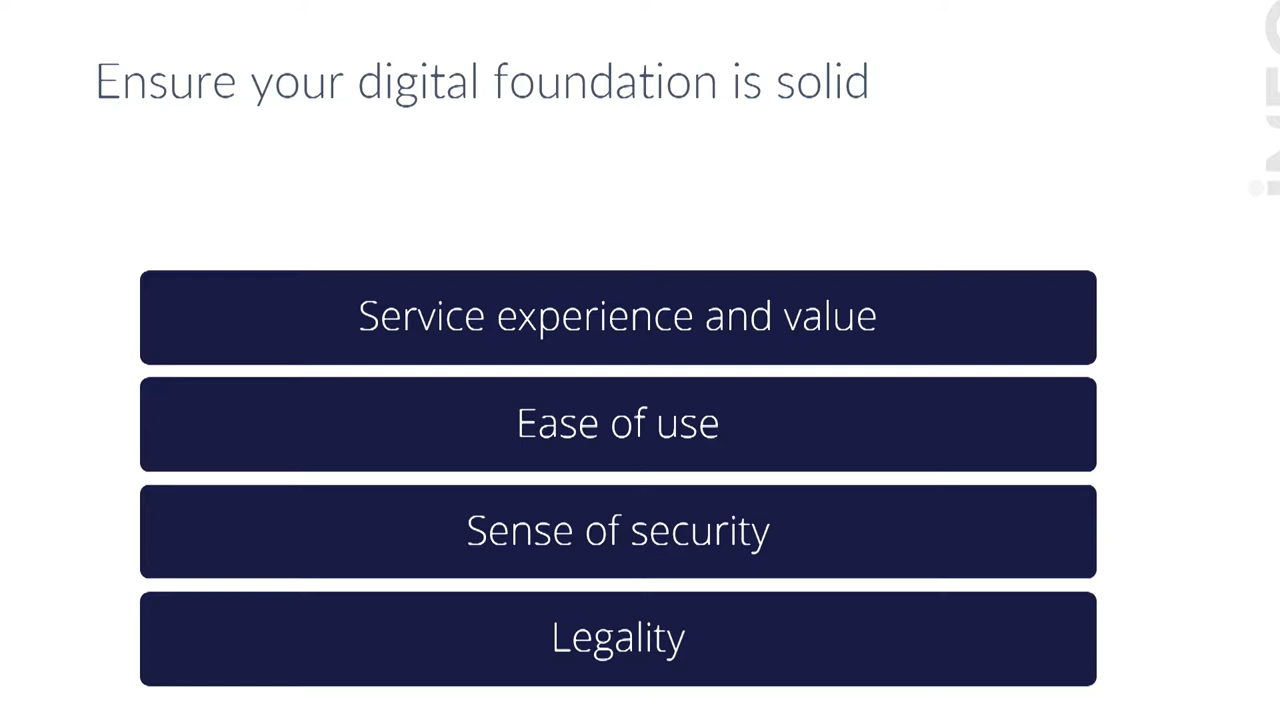 Ensure your digital foundation is solid
Service experience and value
Ease of use
Sense of security
Legality